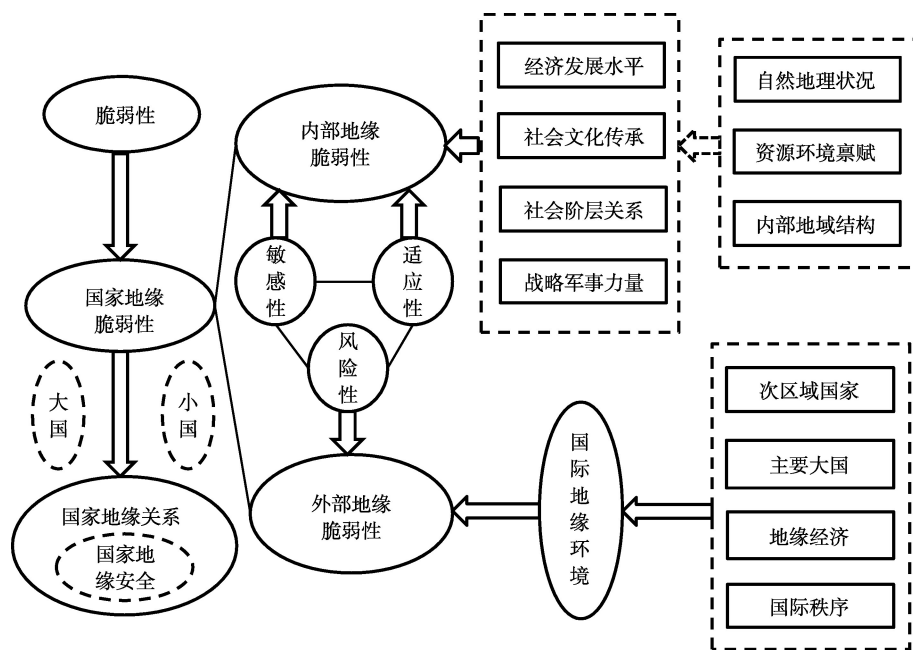 脆弱性
国家地缘
脆弱性
大
国
小
国
国家地缘关系
国家地
缘安全
内部地缘
脆弱性
敏
感
性
适
应
性
风
险
性
外部地缘
脆弱性
国
际
地
缘
环
境
经济发展水平
社会文化传承
社会阶层关系
战略军事力量
自然地理状况
资源环境禀赋
内部地域结构
次区域国家
主要大国
地缘经济
国际秩序